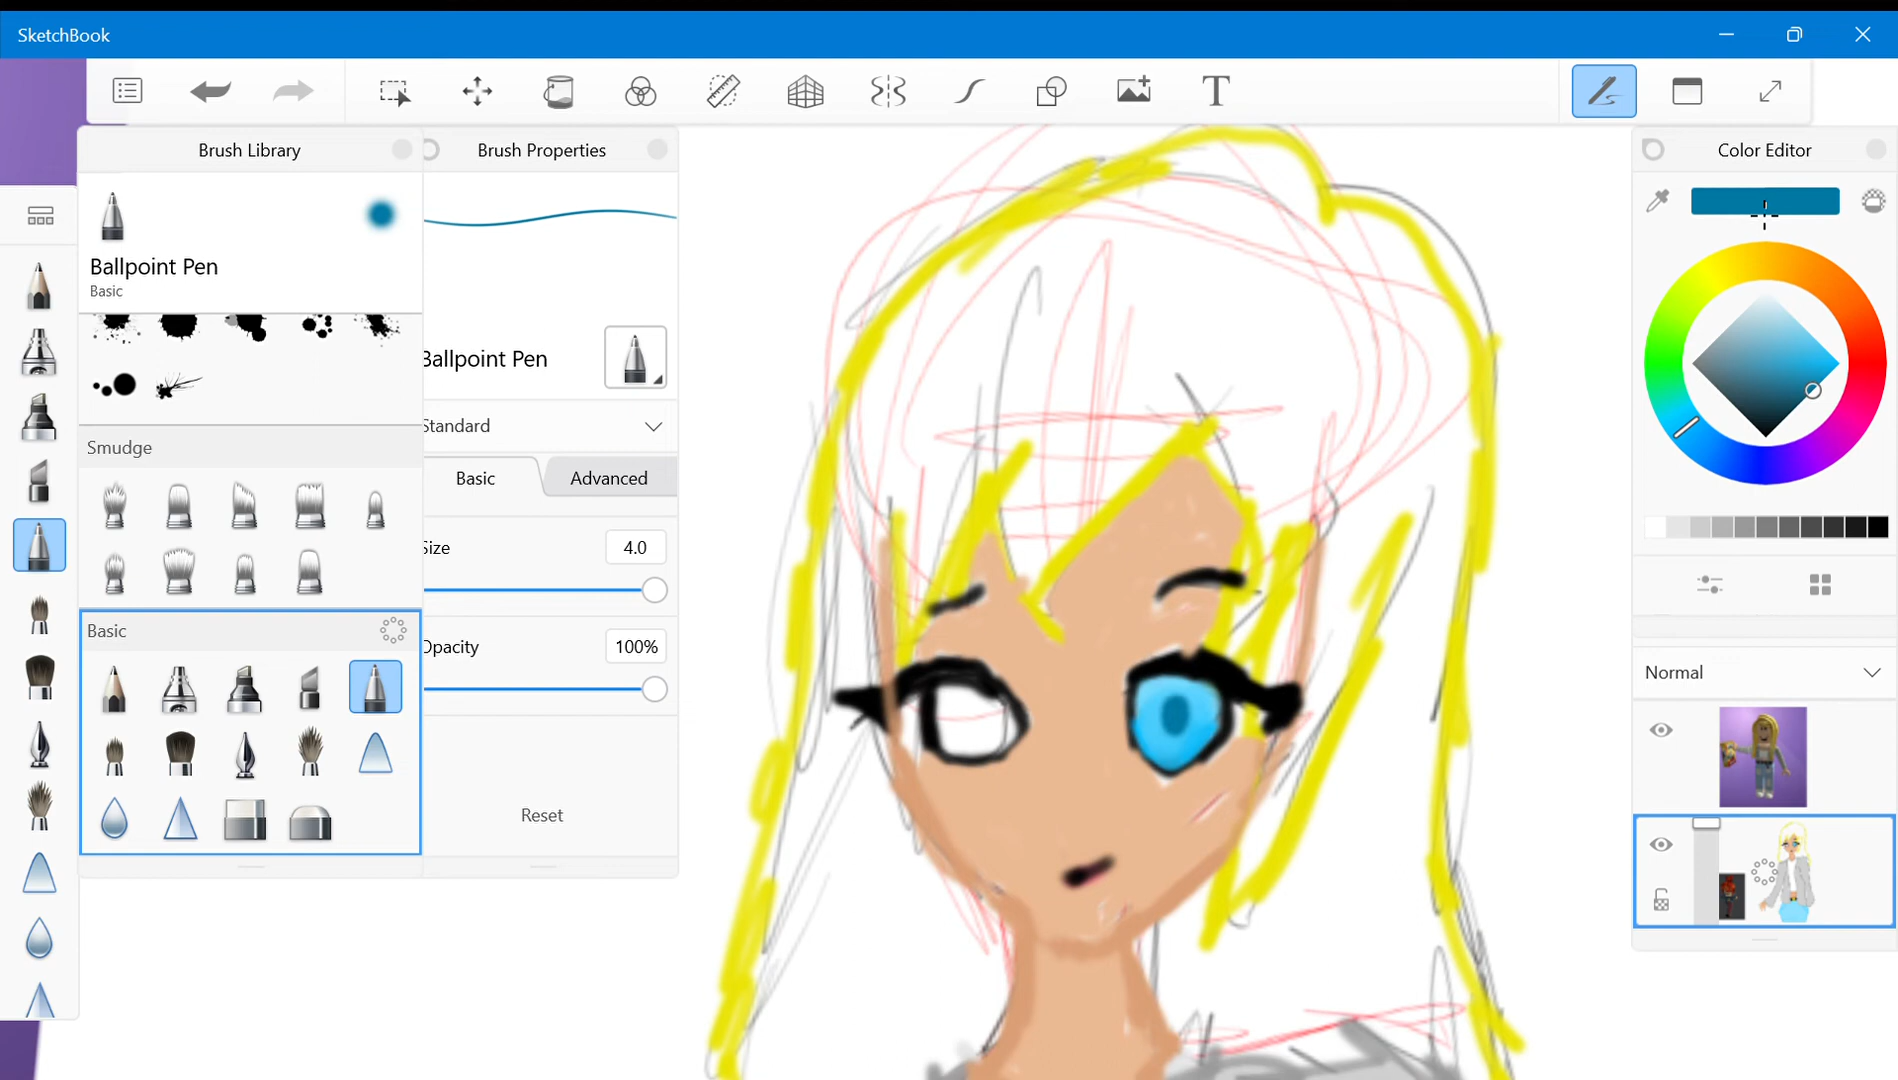 SketchBook
T
Brush Library
Brush Properties
Color Editor
Ballpoint Pen
Basic
Ballpoint Pen
Standard
Smudge
Basic
Advanced
Size
4.0
Basic
Opacity
100%
Normal
Reset